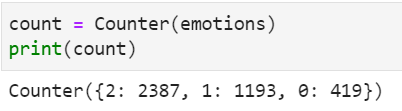 count = Counter(emotions)
print(count)
Counter({2: 2387, 1: 1193, 0: 419})